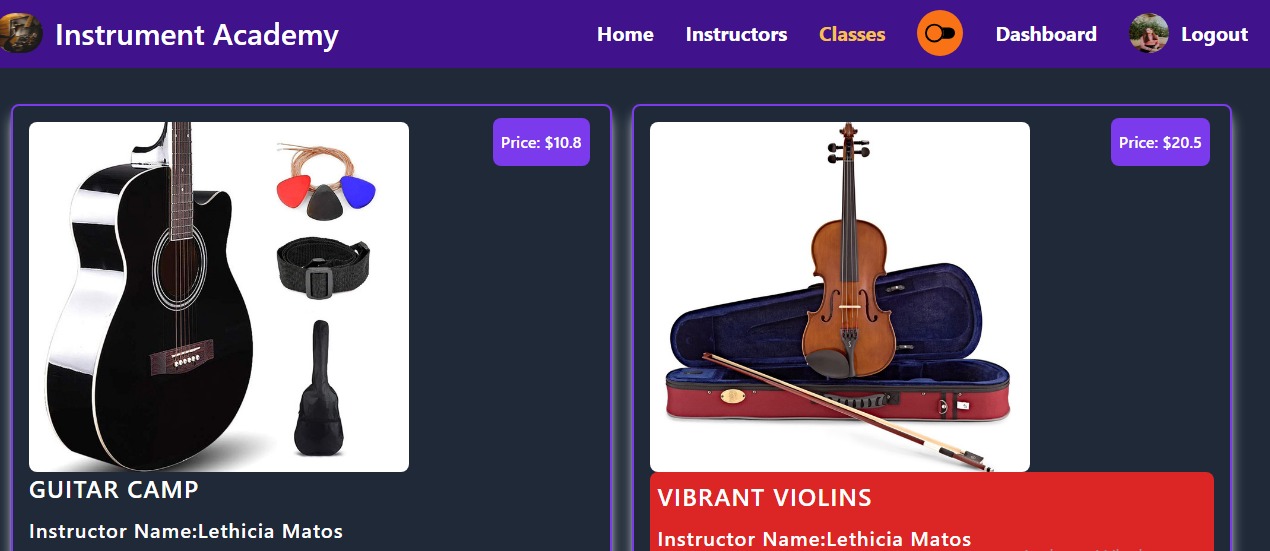 Instrument Academy
Home Instructors Classes Dashboard Logout
Price: $10.8
Price: $20.5
GUITAR CAMP
Instructor Name:Lethicia Matos
VIBRANT VIOLINS
Instructor Name:Lethicia Matos